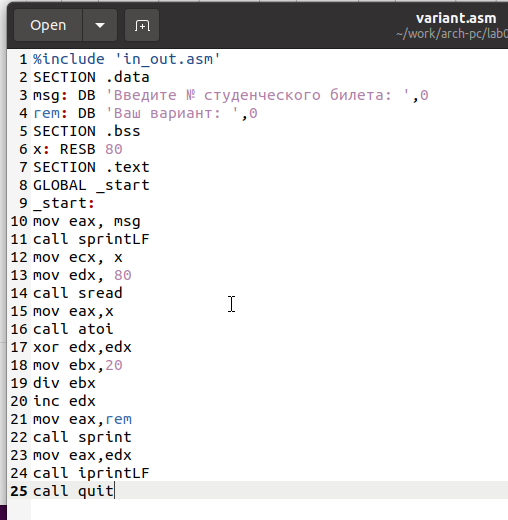 Open
variant.asm
~/work/arch-pc/lab0
1 %include 'in_out.asm'
2 SECTION .data
3 msg: DB 'Введите № студенческого билета: ',0
4 rem: DB 'Ваш вариант: ',0
5 SECTION .bss
6 x: RESB 80
7 SECTION .text
8 GLOBAL _start
9 _start:
10 mov eax, msg
11 call sprintLF
12 mov ecx, x
13 mov edx, 80
14 call sread
15 mov eax,x
16 call atoi
17 xor edx,edx
18 mov ebx,20
19 div ebx
20 inc edx
21 mov eax,rem
22 call sprint
23 mov eax,edx
24 call iprintLF
25 call quit